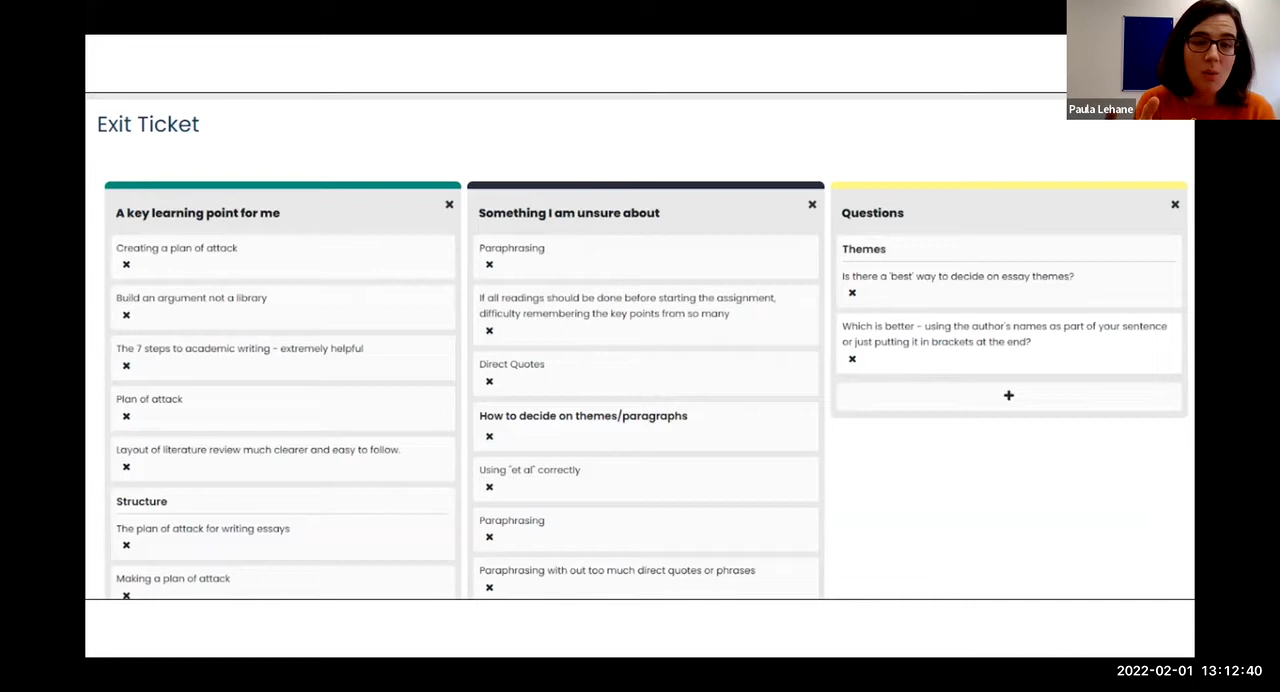 Paula Lehane
Exit Ticket
A key learning point for me
Creating a plan of attack
Build an argument not a library
The 7 steps to academic writing - extremely helpful
Plan of attack
Layout of literature review much clearer and easy to follow.
Structure
The plan of attack for writing essays
Making a plan of attack
Something I am unsure about
Paraphrasing
If all readings should be done before starting the assignment,
difficulty remembering the key points from so many
Direct Quotes
How to decide on themes/paragraphs
Using "et al" correctly
Paraphrasing
Paraphrasing with out too much direct quotes or phrases
Questions
Themes
Is there a 'best' way to decide on essay themes?
Which is better - using the author's names as part of your sentence
or just putting it in brackets at the end?
2022-02-01 13:12:40